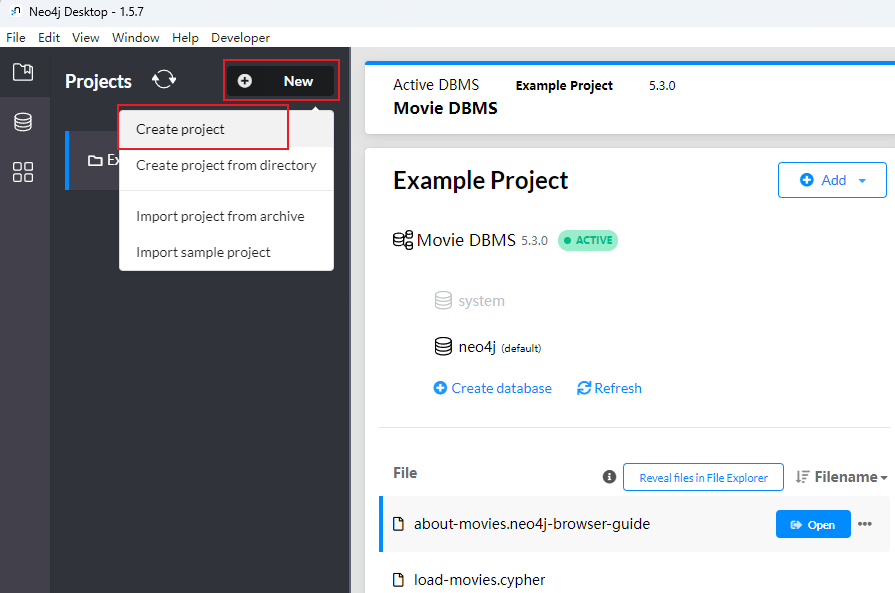 Neo4j Desktop - 1.5.7
File Edit View Window Help Developer
Projects
New
Create project
Create project from directory
Import project from archive
Import sample project
Ex
Active DBMS Example Project 5.3.0
Movie DBMS
Example Project
Add
Movie DBMS 5.3.0 ACTIVE
system
neo4j (default)
Create database Refresh
File Reveal files in File Explorer Filename
about-movies.neo4j-browser-guide Open
load-movies.cypher